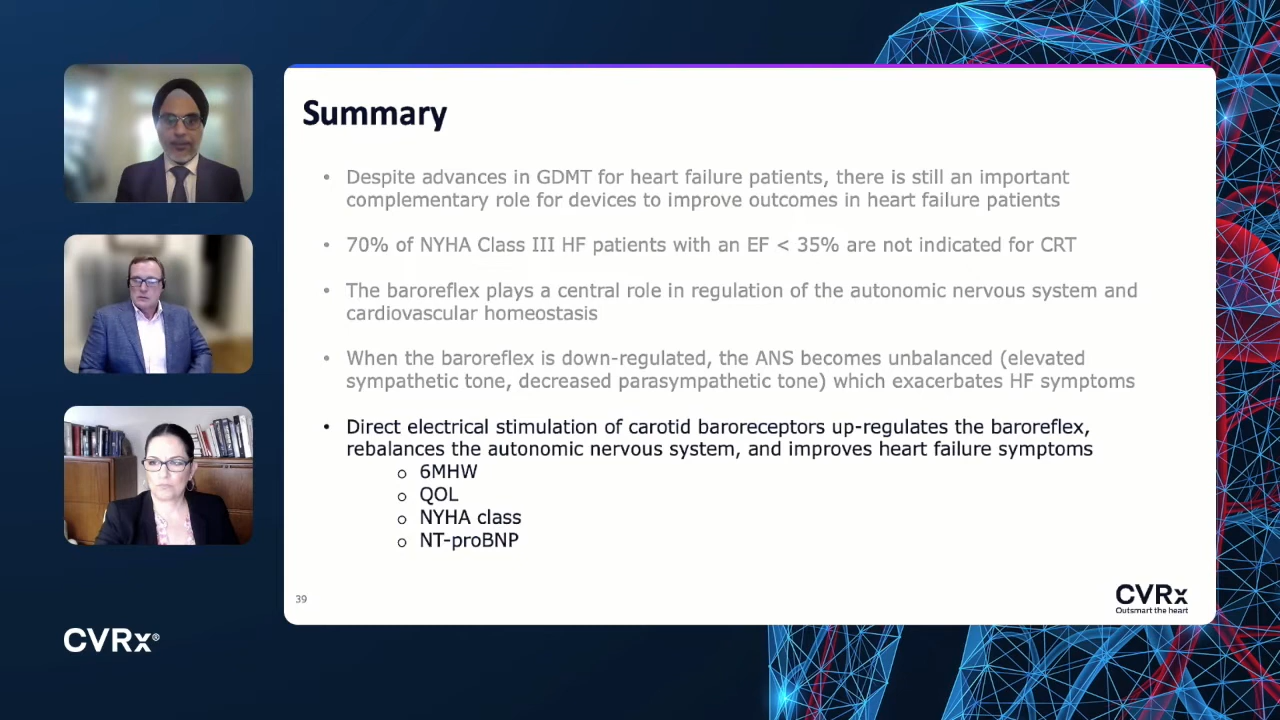 Summary
• Despite advances in GDMT for heart failure patients, there is still an important
complementary role for devices to improve outcomes in heart failure patients
• 70% of NYHA Class III HF patients with an EF < 35% are not indicated for CRT
• The baroreflex plays a central role in regulation of the autonomic nervous system and
cardiovascular homeostasis
• When the baroreflex is down-regulated, the ANS becomes unbalanced (elevated
sympathetic tone, decreased parasympathetic tone) which exacerbates HF symptoms
• Direct electrical stimulation of carotid baroreceptors up-regulates the baroreflex,
rebalances the autonomic nervous system, and improves heart failure symptoms
o 6MHW
o QOL
o NYHA class
o NT-proBNP
39
CVRx
Outsmart the heart
CVRx®